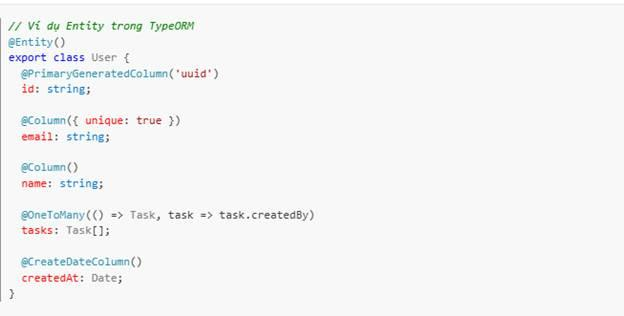 // Ví dụ Entity trong TypeORM
@Entity()
export class User {
  @PrimaryGeneratedColumn('uuid')
  id: string;

  @Column({ unique: true })
  email: string;

  @Column()
  name: string;

  @OneToMany(() => Task, task => task.createdBy)
  tasks: Task[];

  @CreateDateColumn()
  createdAt: Date;
}